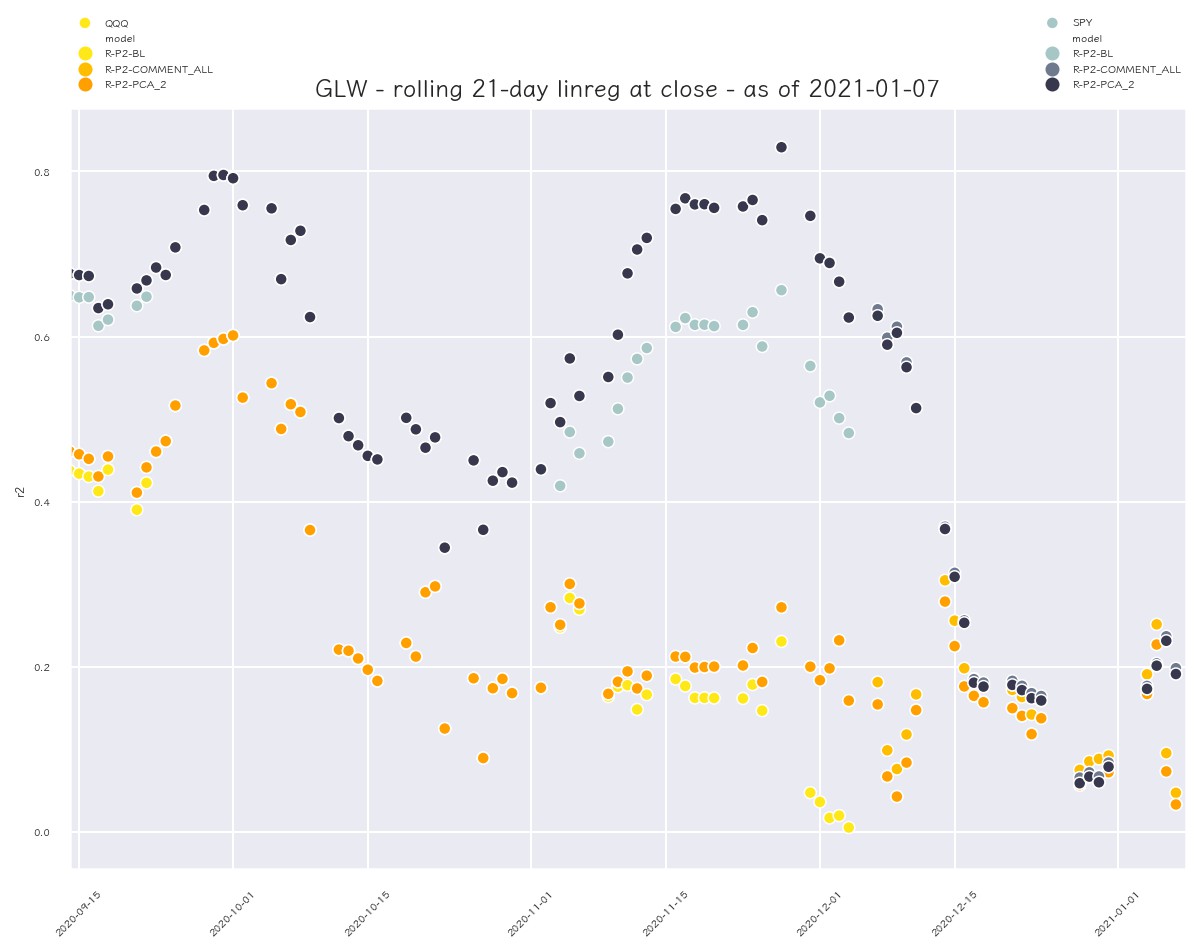 QQQ
model
R-P2-BL
R-P2-COMMENT_ALL
R-P2-PCA_2
SPY
model
R-P2-BL
R-P2-COMMENT_ALL
R-P2-PCA_2
GLW - rolling 21-day linreg at close - as of 2021-01-07
r2
0.8
0.6
0.4
0.2
0.0
2020-09-15
2020-10-01
2020-10-15
2020-11-01
2020-11-15
2020-12-01
2020-12-15
2021-01-01